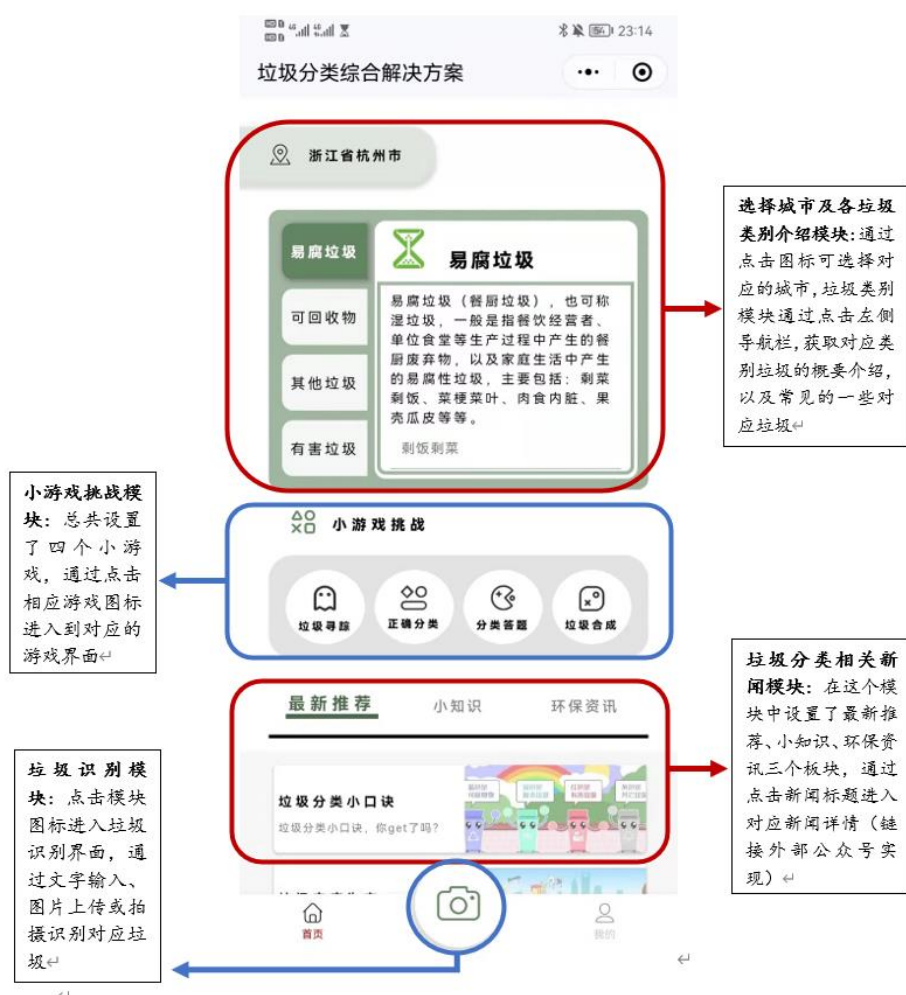 23:14
垃圾分类综合解决方案
浙江省杭州市
易腐垃圾
可回收物
其他垃圾
有害垃圾
易腐垃圾
易腐垃圾（餐厨垃圾），也可称
湿垃圾，一般是指餐饮经营者、
单位食堂等生产过程中产生的餐
厨废弃物，以及家庭生活中产生
的易腐性垃圾，主要包括：剩菜
剩饭、菜梗菜叶、肉食内脏、果
壳瓜皮等等。
剩饭剩菜
选择城市及各垃圾
类别介绍模块:通过
点击图标可选择对
应的城市,垃圾类别
模块通过点击左侧
导航栏,获取对应类
别垃圾的概要介绍,
以及常见的一些对
应垃圾
小游戏挑战模
块：总共设置
了四个小游
戏，通过点击
相应游戏图标
进入到对应的
游戏界面
小游戏挑战
垃圾寻踪
正确分类
分类答题
垃圾合成
最新推荐
小知识
环保资讯
垃圾分类小口诀
垃圾分类小口诀，你get了吗？
垃圾分类相关新
闻模块：在这个模
块中设置了最新推
荐、小知识、环保资
讯三个板块，通过
点击新闻标题进入
对应新闻详情（链
接外部公众号实
现）
垃圾识别模
块：点击模块
图标进入垃圾
识别界面，通
过文字输入、
图片上传或拍
摄识别对应垃
圾
首页
我的